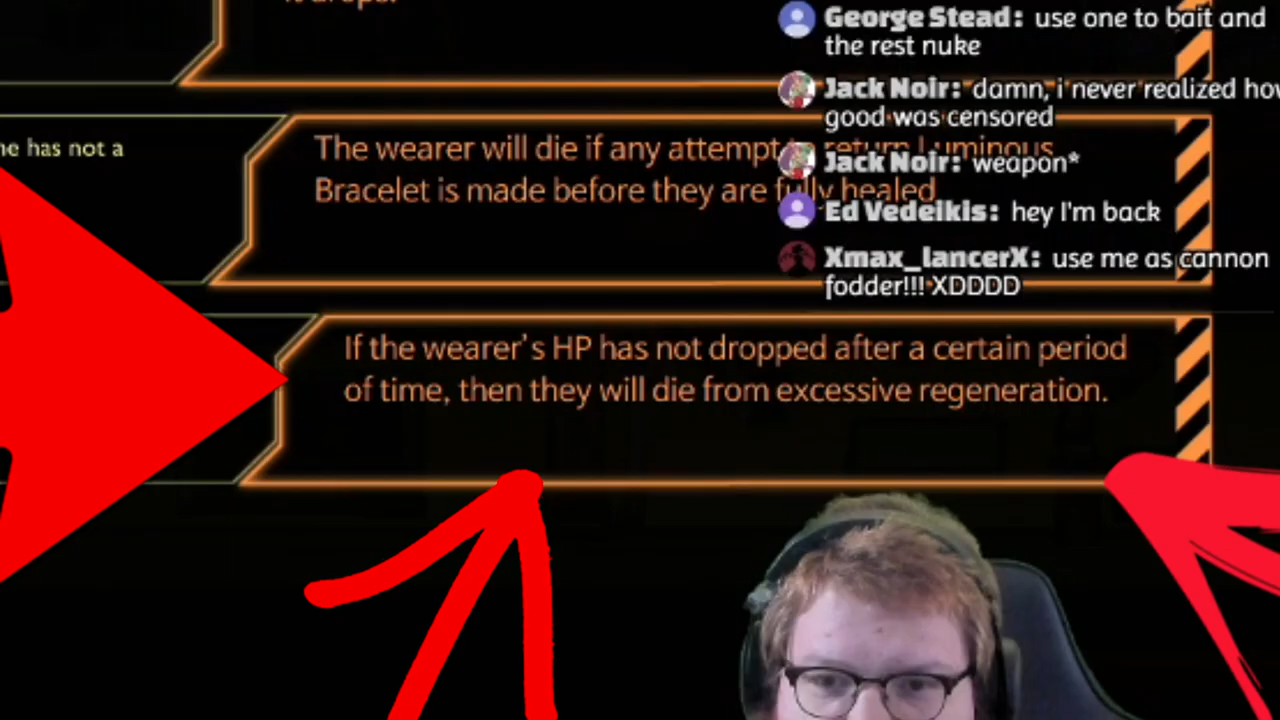 George Stead: use one to bait and
the rest nuke
Jack Noir: damn, i never realized how
good was censored
ne has not a
The wearer will die if any attempt to return Luminous
Bracelet is made before they are fully healed
Jack Noir: weapon*
Ed Vedeikis: hey I'm back
Xmax_lancerX: use me as cannon
fodder!!! XDDDD
If the wearer's HP has not dropped after a certain period
of time, then they will die from excessive regeneration.